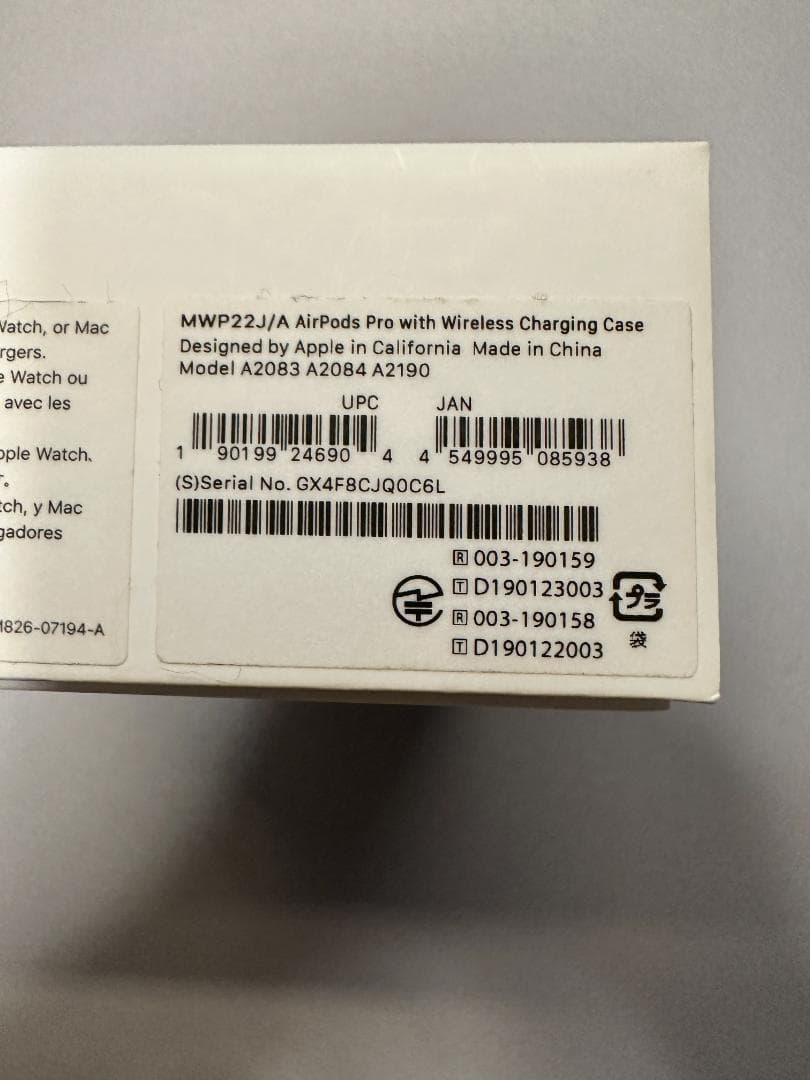 Watch, or Mac
rgers.
e Watch ou
avec les
pple Watch、
r。
tch, y Mac
gadores
1826-07194-A
MWP22J/A AirPods Pro with Wireless Charging Case
Designed by Apple in California Made in China
Model A2083 A2084 A2190
UPC JAN
1 90199 24690 4 4 549995 085938
(S)Serial No. GX4F8CJQ0C6L
R 003-190159
T D190123003
R 003-190158
T D190122003
プラ
袋